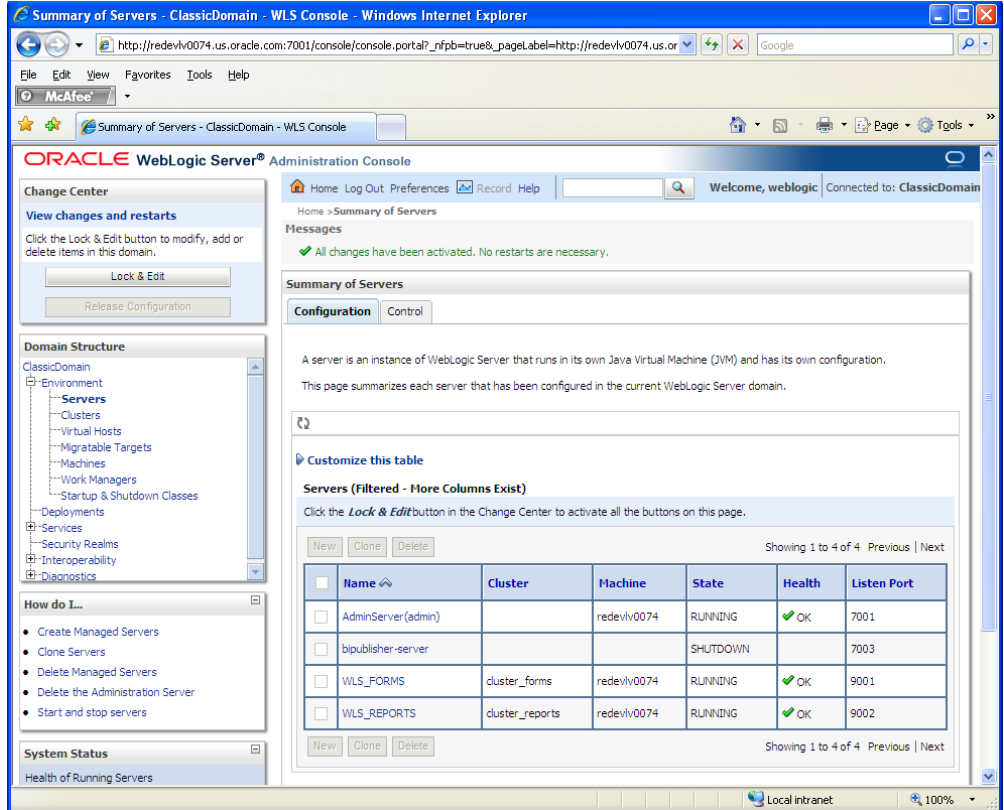 Summary of Servers - ClassicDomain - WLS Console - Windows Internet Explorer
http://redevlv0074.us.oracle.com:7001/console/console.portal?_nfpb=true&_pageLabel=http://redevlv0074.us.or
Google
File Edit View Favorites Tools Help
McAfee
Summary of Servers - ClassicDomain - WLS Console
Page Tools »
ORACLE WebLogic Server® Administration Console
Change Center
View changes and restarts
Click the Lock & Edit button to modify, add or
delete items in this domain.
Lock & Edit
Release Configuration
Domain Structure
ClassicDomain
Environment
Servers
Clusters
Virtual Hosts
Migratable Targets
Machines
Work Managers
Startup & Shutdown Classes
Deployments
Services
Security Realms
Interoperability
Diagnostics
How do I...
Create Managed Servers
Clone Servers
Delete Managed Servers
Delete the Administration Server
Start and stop servers
System Status
Health of Running Servers
Home Log Out Preferences Record Help
Welcome, weblogic Connected to: ClassicDomain
Home >Summary of Servers
Messages
All changes have been activated. No restarts are necessary.
Summary of Servers
Configuration Control
A server is an instance of WebLogic Server that runs in its own Java Virtual Machine (JVM) and has its own configuration.
This page summarizes each server that has been configured in the current WebLogic Server domain.
Customize this table
Servers (Filtered - More Columns Exist)
Click the Lock & Edit button in the Change Center to activate all the buttons on this page.
New Clone Delete Showing 1 to 4 of 4 Previous | Next
Name Cluster Machine State Health Listen Port
AdminServer(admin) redevlv0074 RUNNING OK 7001
bipublisher-server SHUTDOWN 7003
WLS_FORMS cluster_forms redevlv0074 RUNNING OK 9001
WLS_REPORTS cluster_reports redevlv0074 RUNNING OK 9002
New Clone Delete Showing 1 to 4 of 4 Previous | Next
Local intranet 100%